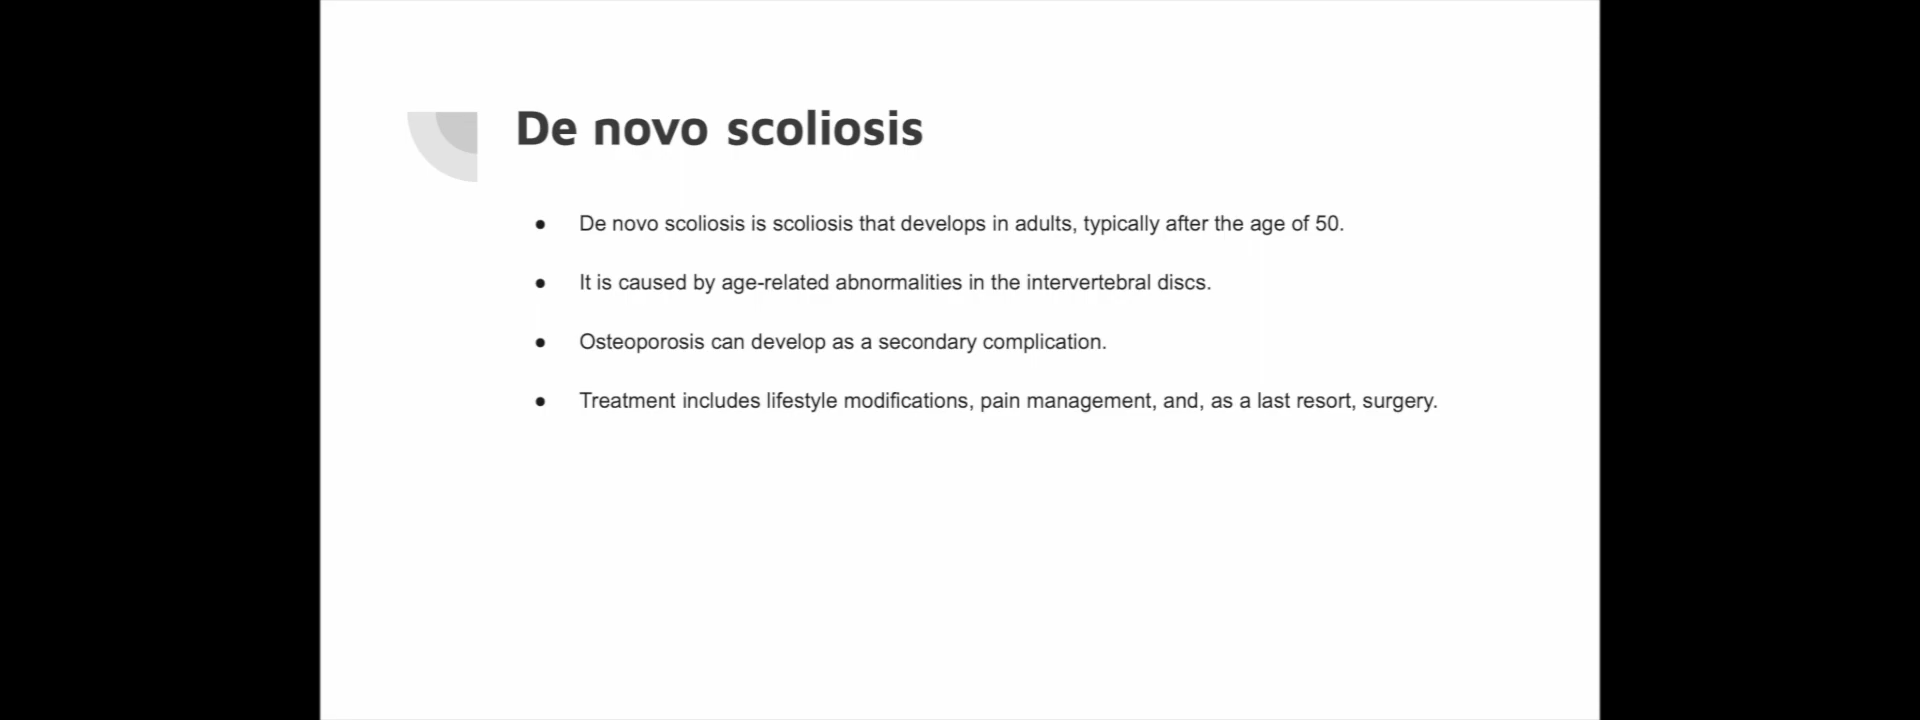 De novo scoliosis
● De novo scoliosis is scoliosis that develops in adults, typically after the age of 50.
● It is caused by age-related abnormalities in the intervertebral discs.
● Osteoporosis can develop as a secondary complication.
● Treatment includes lifestyle modifications, pain management, and, as a last resort, surgery.